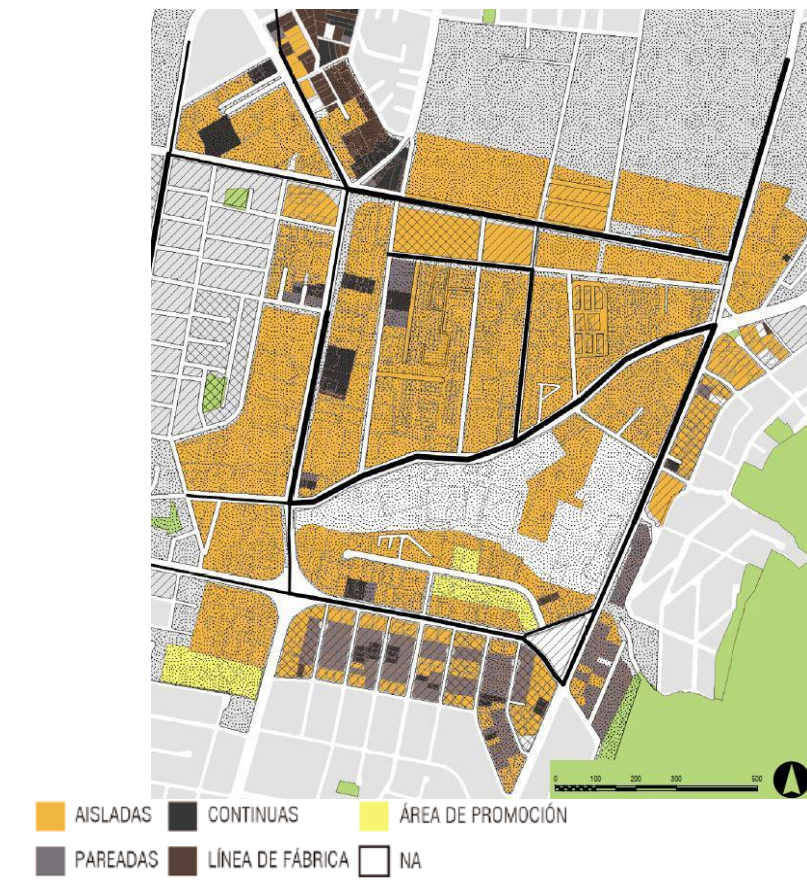 0 100 200 300 500
AISLADAS CONTINUAS ÁREA DE PROMOCIÓN
PAREADAS LÍNEA DE FÁBRICA NA